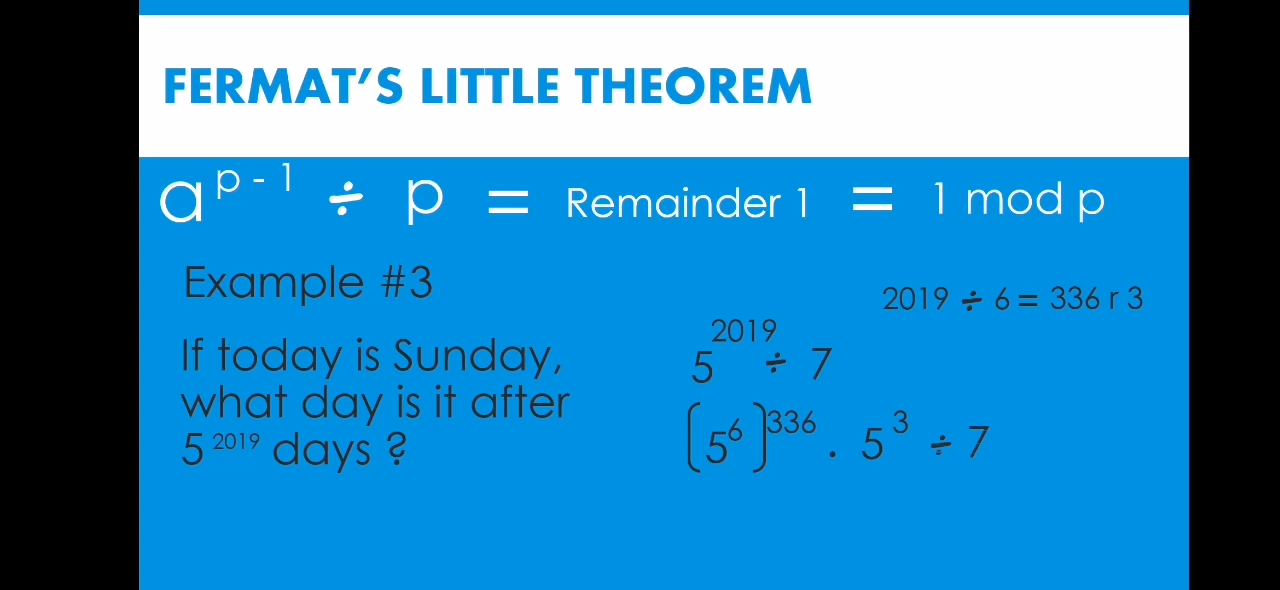 FERMAT'S LITTLE THEOREM
a^p - 1 ÷ p = Remainder 1 = 1 mod p
Example #3
2019 ÷ 6 = 336 r 3
If today is Sunday,
what day is it after
5^2019 days ?
5^2019 ÷ 7
(5^6)^336 . 5^3 ÷ 7